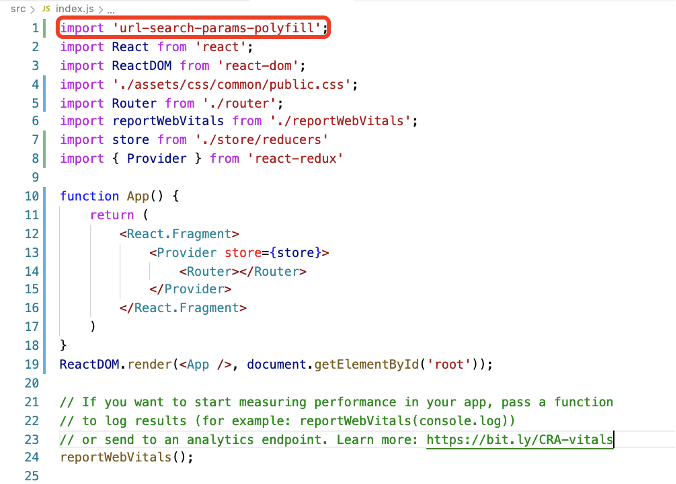 src > JS index.js > ...
1 import 'url-search-params-polyfill';
2 import React from 'react';
3 import ReactDOM from 'react-dom';
4 import './assets/css/common/public.css';
5 import Router from './router';
6 import reportWebVitals from './reportWebVitals';
7 import store from './store/reducers'
8 import { Provider } from 'react-redux'
9
10 function App() {
11     return (
12         <React.Fragment>
13             <Provider store={store}>
14                 <Router></Router>
15             </Provider>
16         </React.Fragment>
17     )
18 }
19 ReactDOM.render(<App />, document.getElementById('root'));
20
21 // If you want to start measuring performance in your app, pass a function
22 // to log results (for example: reportWebVitals(console.log))
23 // or send to an analytics endpoint. Learn more: https://bit.ly/CRA-vitals
24 reportWebVitals();
25